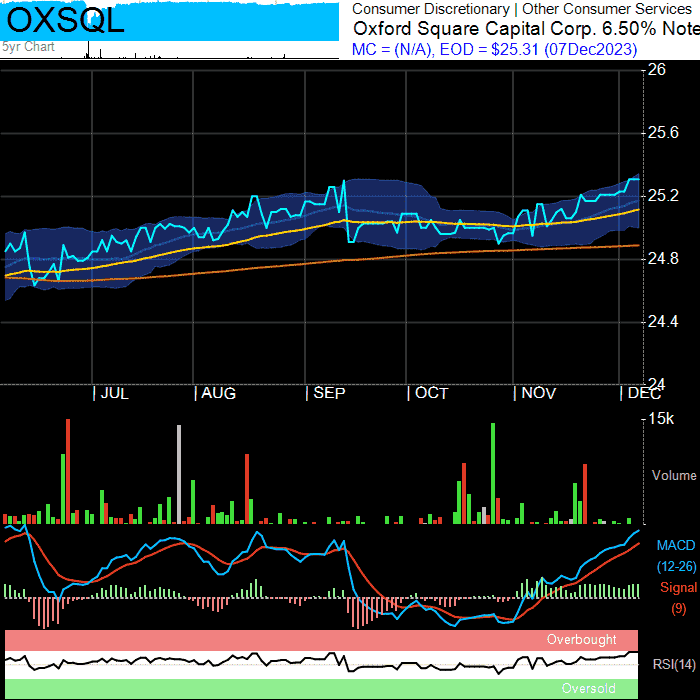 OXSQL
5yr Chart
Consumer Discretionary | Other Consumer Services
Oxford Square Capital Corp. 6.50% Note
MC = (N/A), EOD = $25.31 (07Dec2023)
26
25.6
25.2
24.8
24.4
24
JUL AUG SEP OCT NOV DEC
15k
Volume
MACD
(12-26)
Signal
(9)
Overbought
RSI(14)
Oversold